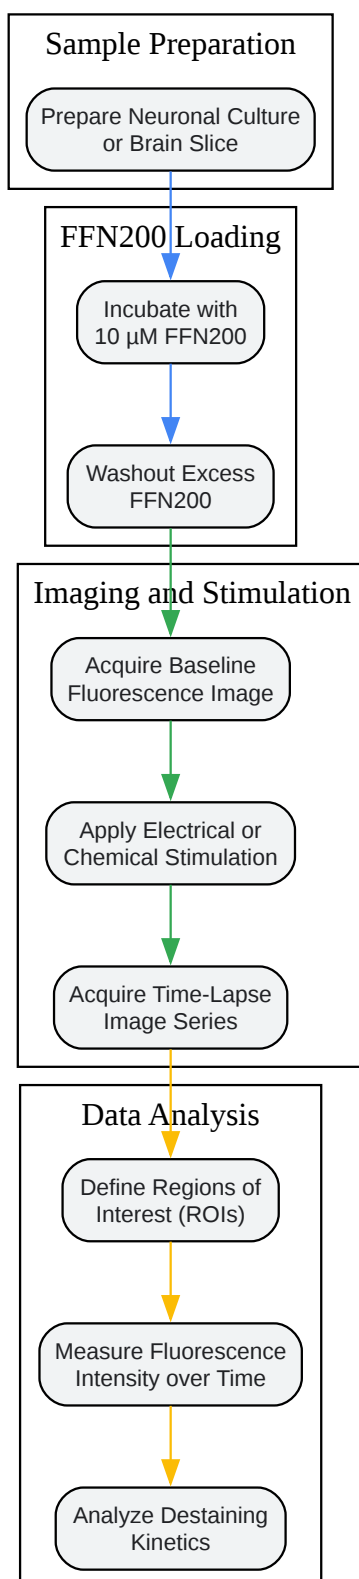 Sample Preparation
Prepare Neuronal Culture
or Brain Slice
FFN200 Loading
Incubate with
10 µM FFN200
Washout Excess
FFN200
Imaging and Stimulation
Acquire Baseline
Fluorescence Image
Apply Electrical or
Chemical Stimulation
Acquire Time-Lapse
Image Series
Data Analysis
Define Regions of
Interest (ROIs)
Measure Fluorescence
Intensity over Time
Analyze Destaining
Kinetics